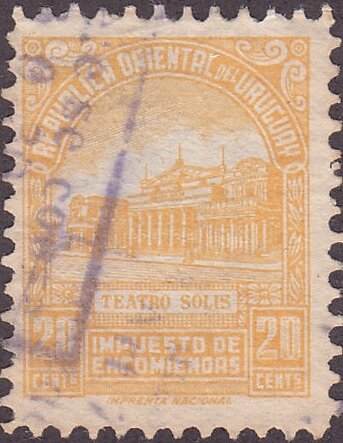 REPUBLICA ORIENTAL DEL URUGUAY
TEATRO SOLIS
20 IMPUESTO DE 20
CENTS ENCOMIENDAS CENTS
IMPRENTA NACIONAL